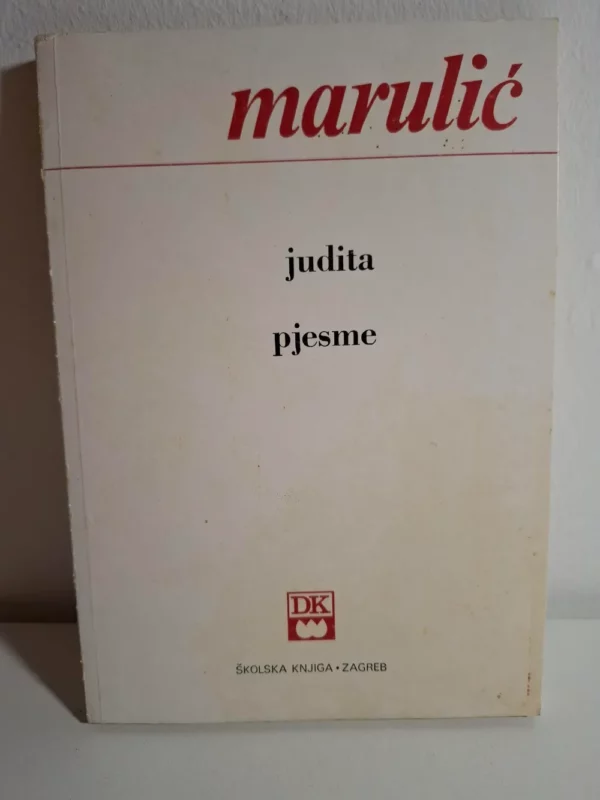 marulić
judita
pjesme
DK
ŠKOLSKA KNJIGA • ZAGREB